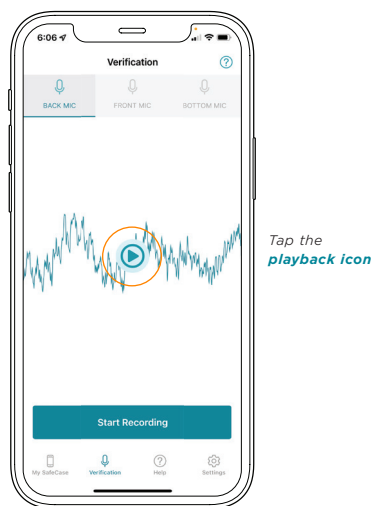 6:06
Verification
?
BACK MIC
FRONT MIC
BOTTOM MIC
Tap the
playback icon
Start Recording
My SafeCase
Verification
Help
Settings